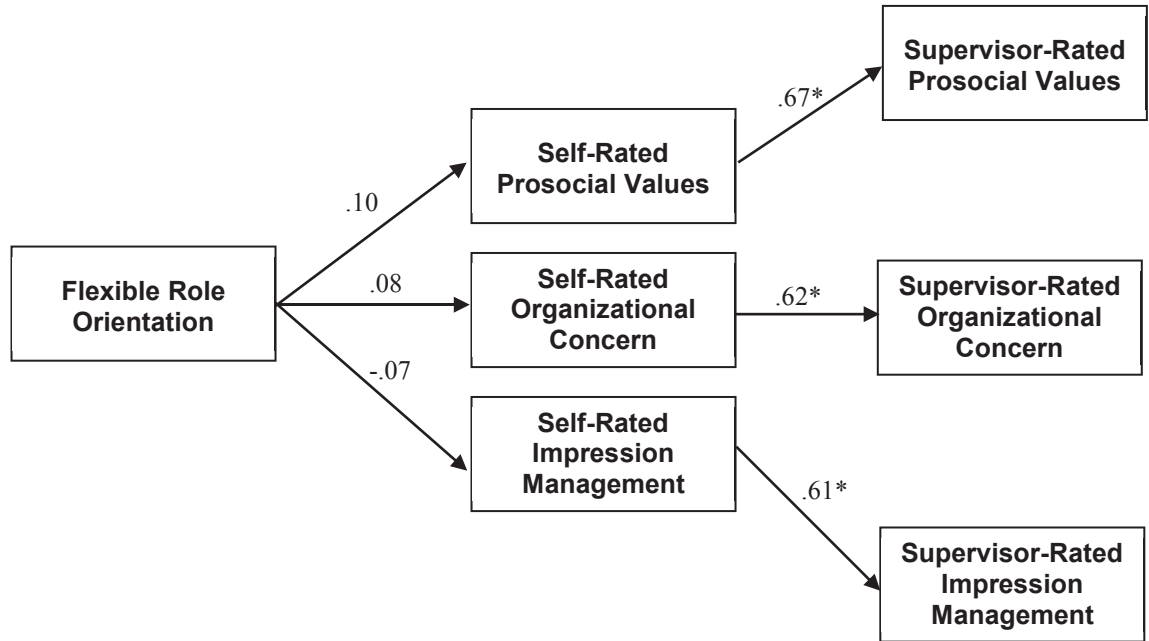 Supervisor-Rated
Prosocial Values
.67*
Self-Rated
Prosocial Values
.10
Flexible Role
Orientation
.08
Self-Rated
Organizational
Concern
.62*
Supervisor-Rated
Organizational
Concern
-.07
Self-Rated
Impression
Management
.61*
Supervisor-Rated
Impression
Management